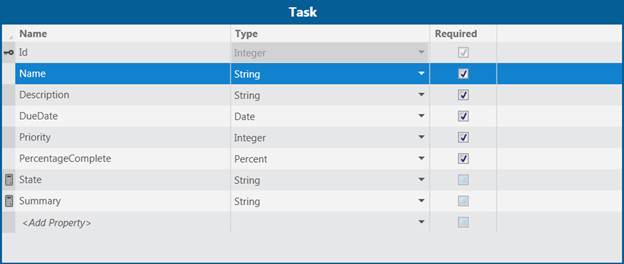 Task
Name Type Required
Id Integer
Name String
Description String
DueDate Date
Priority Integer
PercentageComplete Percent
State String
Summary String
<Add Property>